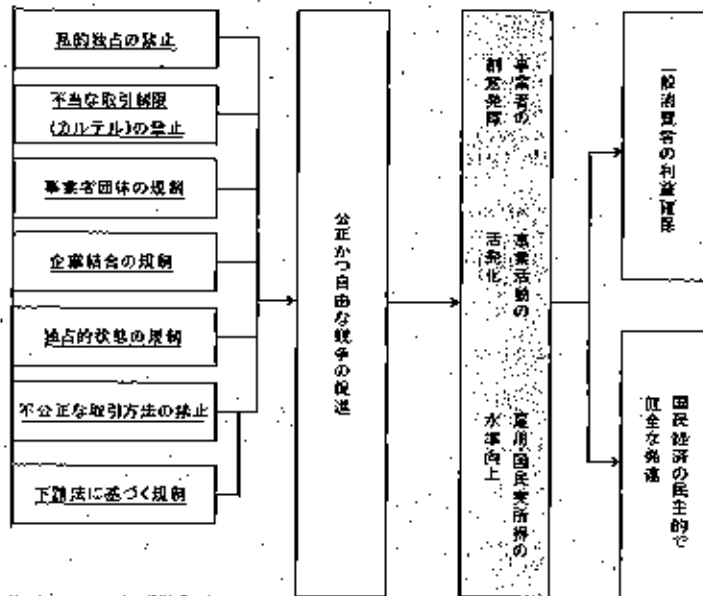 私的独占の禁止
不当な取引制限
(カルテル)の禁止
事業者団体の規制
企業結合の規制
独占的状態の規制
不公正な取引方法の禁止
下請法に基づく規制
公正かつ自由な競争の促進
事業者の
創意発揮
事業活動の
活発化
雇用・国民実所得の
水準向上
一般消費者の利益確保
国民経済の民主的で
健全な発達